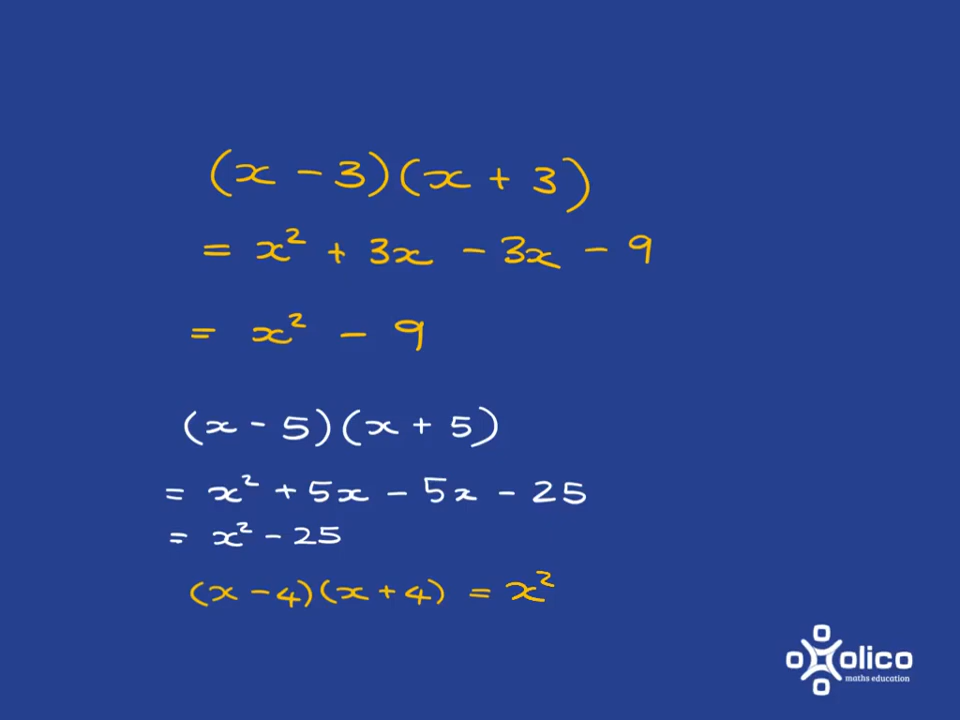 (x - 3)(x + 3)
= x² + 3x - 3x - 9
= x² - 9
(x - 5)(x + 5)
= x² + 5x - 5x - 25
= x² - 25
(x - 4)(x + 4) = x²
olico
maths education